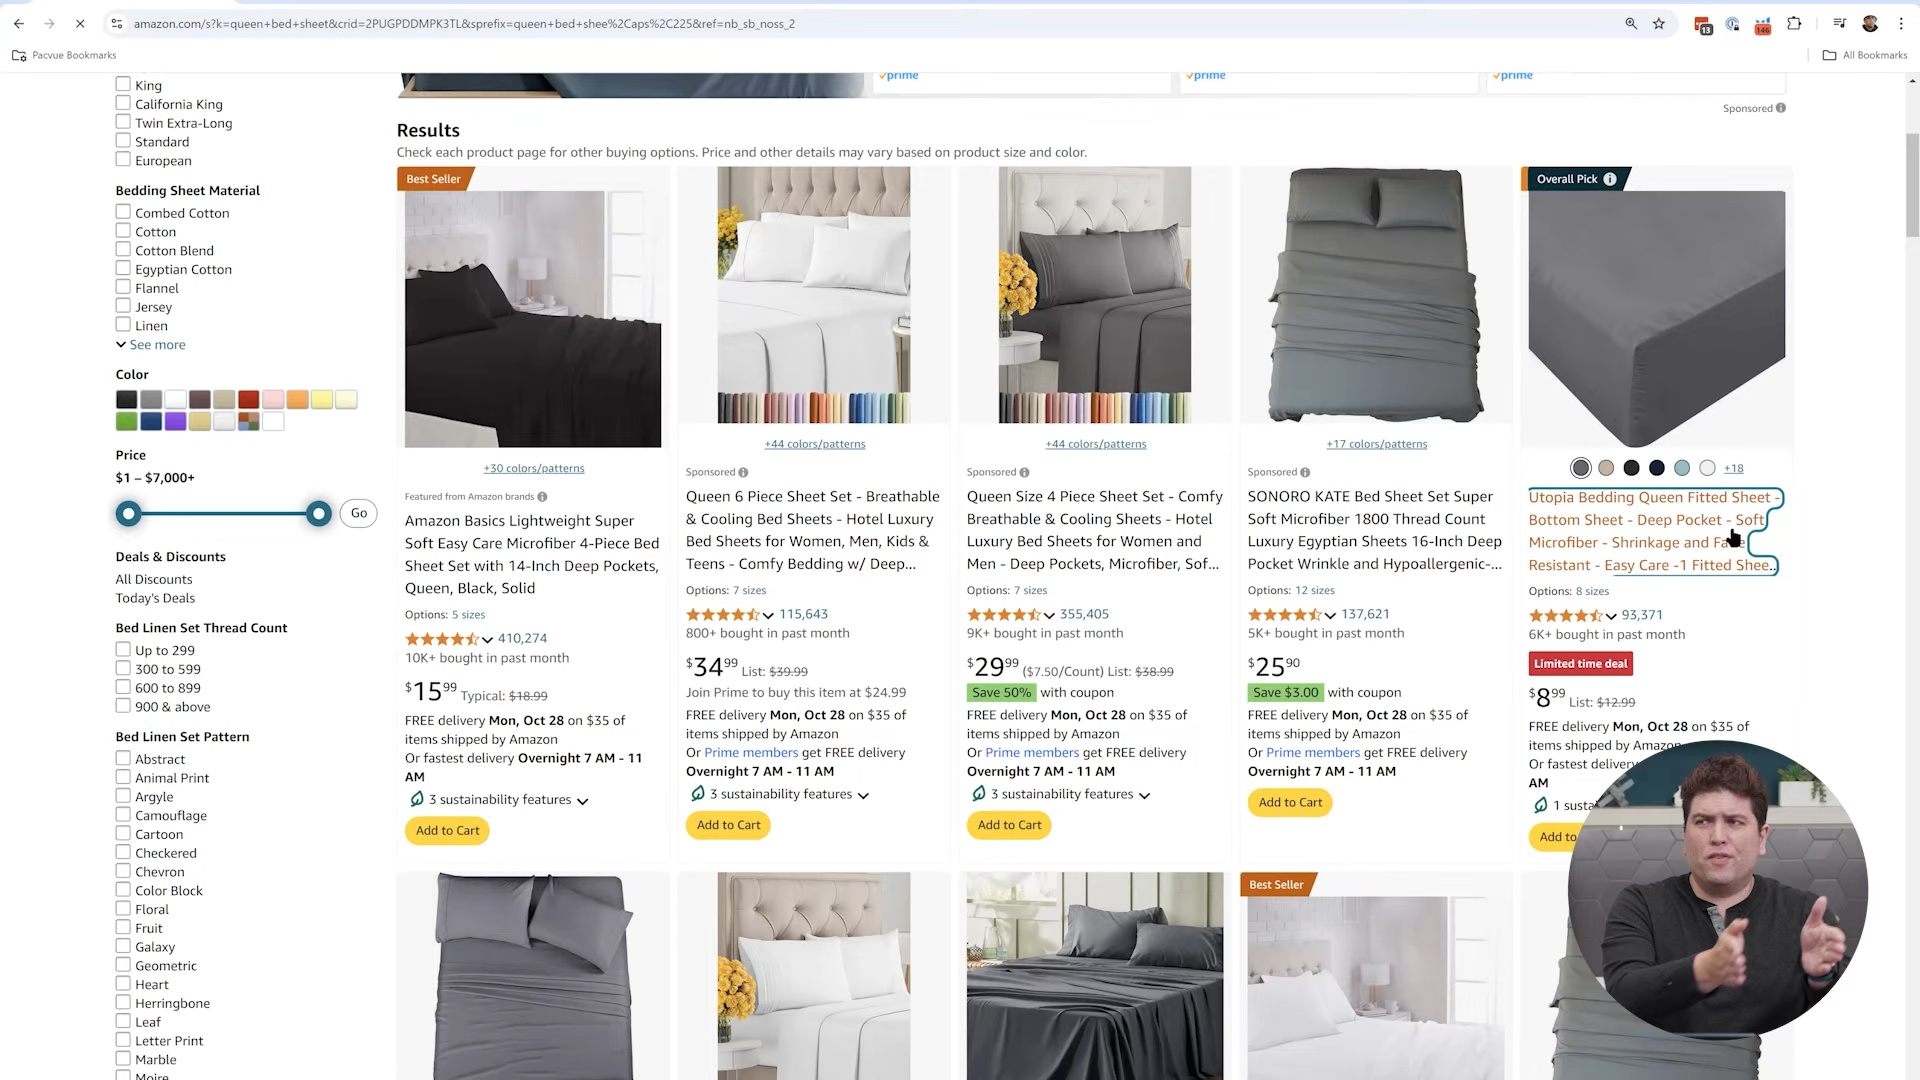 amazon.com/s?k=queen+bed+sheet&crid=2PUGPDDMPK3TL&sprefix=queen+bed+shee%2Caps%2C225&ref=nb_sb_noss_2
13
146
Pacvue Bookmarks
All Bookmarks
King
California King
Twin Extra-Long
Standard
European
Bedding Sheet Material
Combed Cotton
Cotton
Cotton Blend
Egyptian Cotton
Flannel
Jersey
Linen
See more
Color
Price
$1 – $7,000+
Go
Deals & Discounts
All Discounts
Today's Deals
Bed Linen Set Thread Count
Up to 299
300 to 599
600 to 899
900 & above
Bed Linen Set Pattern
Abstract
Animal Print
Argyle
Camouflage
Cartoon
Checkered
Chevron
Color Block
Floral
Fruit
Galaxy
Geometric
Heart
Herringbone
Leaf
Letter Print
Marble
Moire
prime
prime
prime
Sponsored
Results
Check each product page for other buying options. Price and other details may vary based on product size and color.
Best Seller
+30 colors/patterns
Featured from Amazon brands
Amazon Basics Lightweight Super
Soft Easy Care Microfiber 4-Piece Bed
Sheet Set with 14-Inch Deep Pockets,
Queen, Black, Solid
Options: 5 sizes
410,274
10K+ bought in past month
$15 99 Typical: $18.99
FREE delivery Mon, Oct 28 on $35 of
items shipped by Amazon
Or fastest delivery Overnight 7 AM - 11
AM
3 sustainability features
Add to Cart
+44 colors/patterns
Sponsored
Queen 6 Piece Sheet Set - Breathable
& Cooling Bed Sheets - Hotel Luxury
Bed Sheets for Women, Men, Kids &
Teens - Comfy Bedding w/ Deep...
Options: 7 sizes
115,643
800+ bought in past month
$34 99 List: $39.99
Join Prime to buy this item at $24.99
FREE delivery Mon, Oct 28 on $35 of
items shipped by Amazon
Or Prime members get FREE delivery
Overnight 7 AM - 11 AM
3 sustainability features
Add to Cart
+44 colors/patterns
Sponsored
Queen Size 4 Piece Sheet Set - Comfy
Breathable & Cooling Sheets - Hotel
Luxury Bed Sheets for Women and
Men - Deep Pockets, Microfiber, Sof...
Options: 7 sizes
355,405
9K+ bought in past month
$29 99 ($7.50/Count) List: $38.99
Save 50% with coupon
FREE delivery Mon, Oct 28 on $35 of
items shipped by Amazon
Or Prime members get FREE delivery
Overnight 7 AM - 11 AM
3 sustainability features
Add to Cart
+17 colors/patterns
Sponsored
SONORO KATE Bed Sheet Set Super
Soft Microfiber 1800 Thread Count
Luxury Egyptian Sheets 16-Inch Deep
Pocket Wrinkle and Hypoallergenic-...
Options: 12 sizes
137,621
5K+ bought in past month
$25 90
Save $3.00 with coupon
FREE delivery Mon, Oct 28 on $35 of
items shipped by Amazon
Or Prime members get FREE delivery
Overnight 7 AM - 11 AM
Add to Cart
Overall Pick
+18
Utopia Bedding Queen Fitted Sheet -
Bottom Sheet - Deep Pocket - Soft
Microfiber - Shrinkage and Fade
Resistant - Easy Care -1 Fitted Shee...
Options: 8 sizes
93,371
6K+ bought in past month
Limited time deal
$8 99 List: $12.99
FREE delivery Mon, Oct 28 on $35 of
items shipped by Amazon
Or fastest delivery
AM
1 susta
Add to
Best Seller